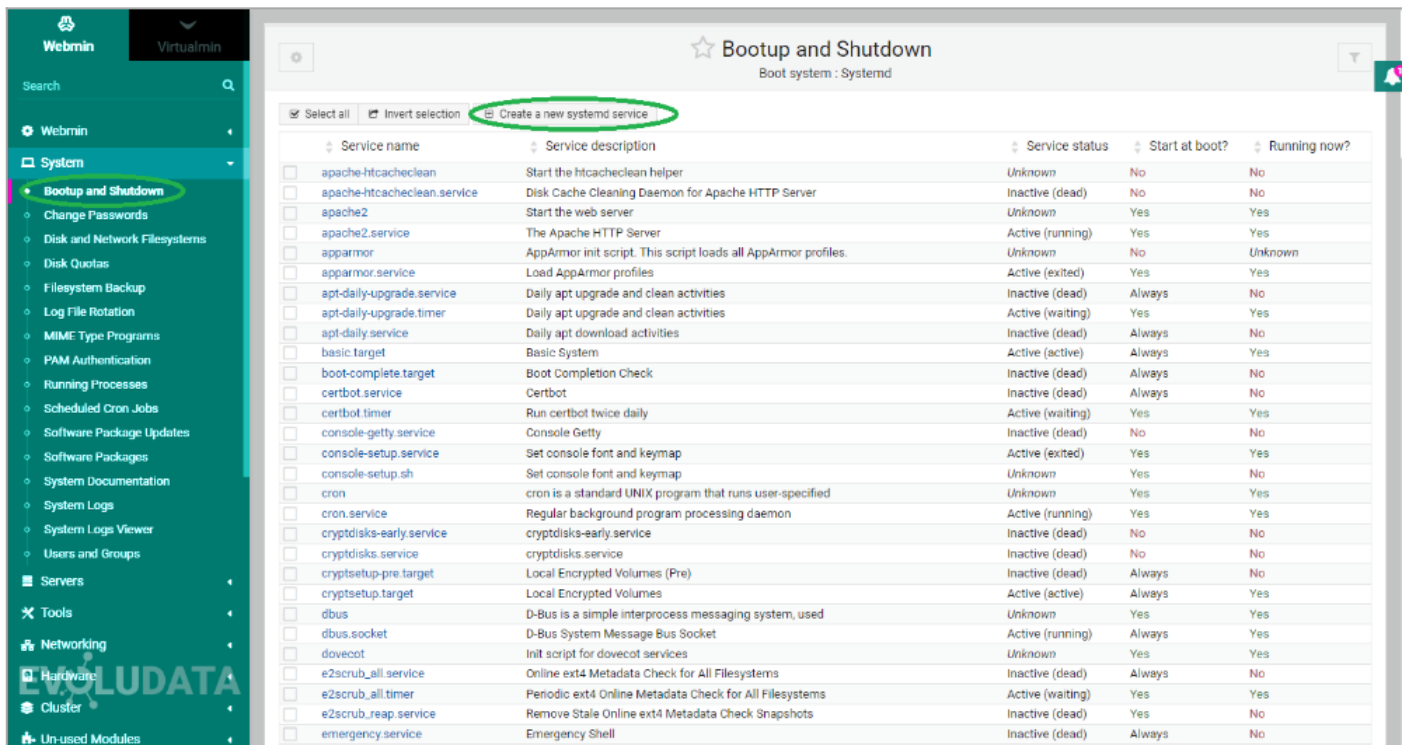 Webmin
Virtualmin
Search
Webmin
System
Bootup and Shutdown
Change Passwords
Disk and Network Filesystems
Disk Quotas
Filesystem Backup
Log File Rotation
MIME Type Programs
PAM Authentication
Running Processes
Scheduled Cron Jobs
Software Package Updates
Software Packages
System Documentation
System Logs
System Logs Viewer
Users and Groups
Servers
Tools
Networking
Hardware
EVOLUDATA
Cluster
Un-used Modules
Bootup and Shutdown
Boot system : Systemd
Select all Invert selection Create a new systemd service
Service name Service description Service status Start at boot? Running now?
apache-htcacheclean Start the htcacheclean helper Unknown No No
apache-htcacheclean.service Disk Cache Cleaning Daemon for Apache HTTP Server Inactive (dead) No No
apache2 Start the web server Unknown Yes Yes
apache2.service The Apache HTTP Server Active (running) Yes Yes
apparmor AppArmor init script. This script loads all AppArmor profiles. Unknown No Unknown
apparmor.service Load AppArmor profiles Active (exited) Yes Yes
apt-daily-upgrade.service Daily apt upgrade and clean activities Inactive (dead) Always No
apt-daily-upgrade.timer Daily apt upgrade and clean activities Active (waiting) Yes Yes
apt-daily.service Daily apt download activities Inactive (dead) Always No
basic.target Basic System Active (active) Always Yes
boot-complete.target Boot Completion Check Inactive (dead) Always No
certbot.service Certbot Inactive (dead) Always No
certbot.timer Run certbot twice daily Active (waiting) Yes Yes
console-getty.service Console Getty Inactive (dead) No No
console-setup.service Set console font and keymap Active (exited) Yes Yes
console-setup.sh Set console font and keymap Unknown Yes No
cron cron is a standard UNIX program that runs user-specified Unknown Yes Yes
cron.service Regular background program processing daemon Active (running) Yes Yes
cryptdisks-early.service cryptdisks-early.service Inactive (dead) No No
cryptdisks.service cryptdisks.service Inactive (dead) No No
cryptsetup-pre.target Local Encrypted Volumes (Pre) Inactive (dead) Always No
cryptsetup.target Local Encrypted Volumes Active (active) Always Yes
dbus D-Bus is a simple interprocess messaging system, used Unknown Yes Yes
dbus.socket D-Bus System Message Bus Socket Active (running) Always Yes
dovecot Init script for dovecot services Unknown Yes Yes
e2scrub_all.service Online ext4 Metadata Check for All Filesystems Inactive (dead) Always No
e2scrub_all.timer Periodic ext4 Online Metadata Check for All Filesystems Active (waiting) Yes Yes
e2scrub_reap.service Remove Stale Online ext4 Metadata Check Snapshots Inactive (dead) Yes No
emergency.service Emergency Shell Inactive (dead) Always No